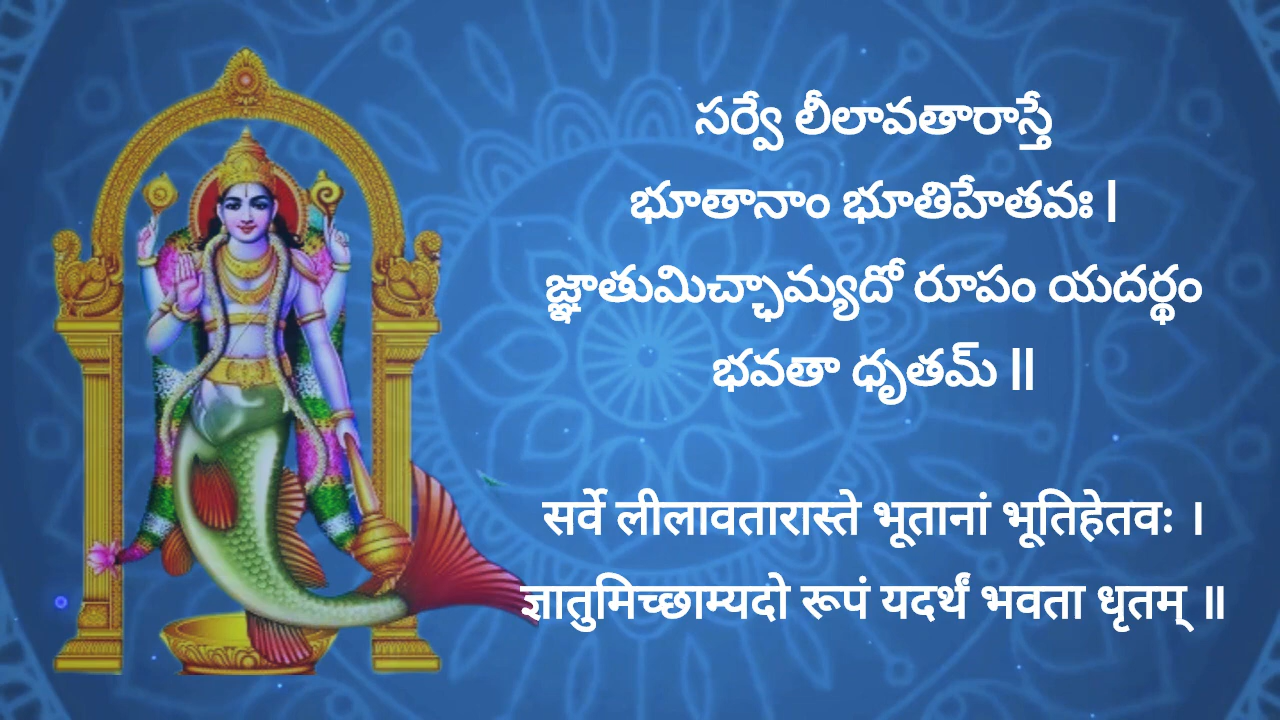 సర్వే లీలావతారాస్తే
భూతానాం భూతిహేతవః |
జ్ఞాతుమిచ్ఛామ్యదో రూపం యదర్థం
భవతా ధృతమ్ ||
सर्वे लीलावतारास्ते भूतानां भूतिहेतवः ।
ज्ञातुमिच्छाम्यदो रूपं यदर्थं भवता धृतम् ॥